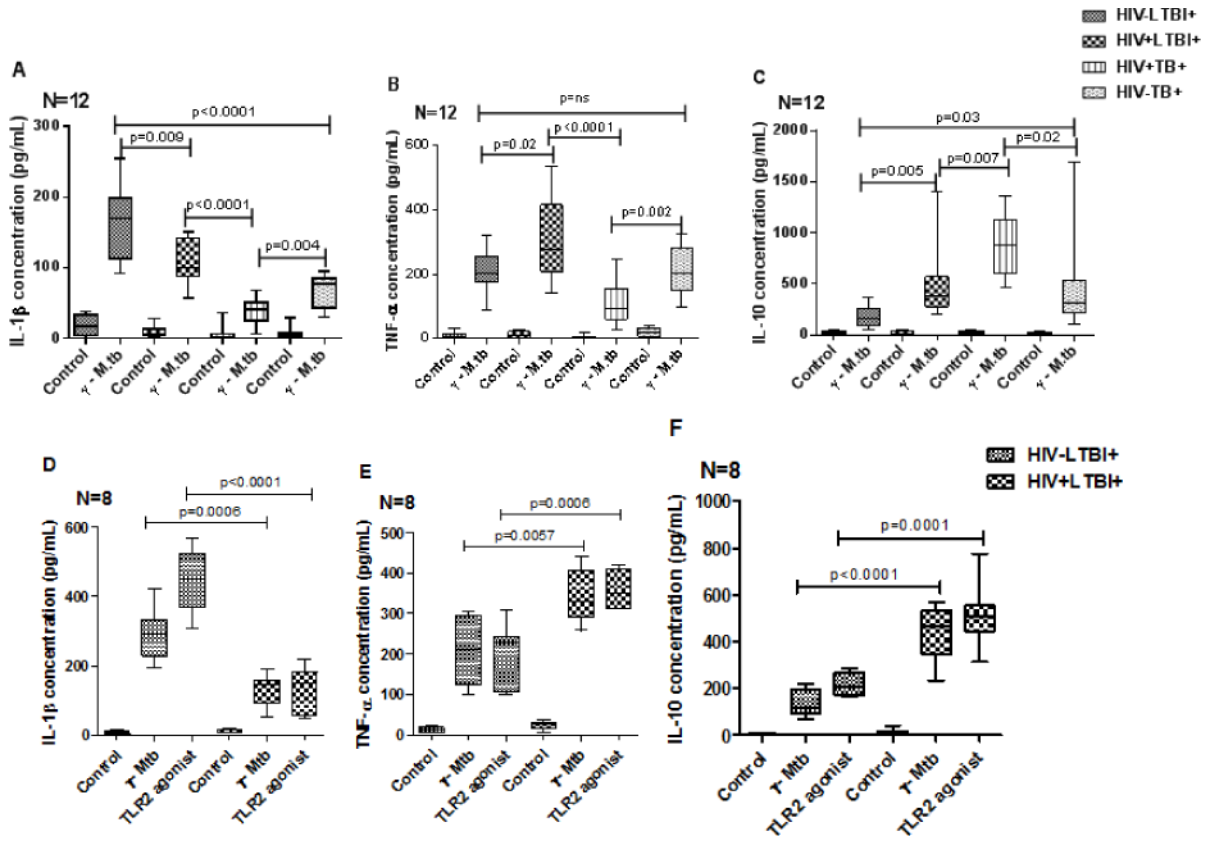 HIV-LTBI+
HIV+LTBI+
HIV+TB+
HIV-TB+
A
N=12
p<0.0001
p=0.009
p<0.0001
p=0.004
IL-1β concentration (pg/mL)
300
200
100
0
Control
γ - M.tb
Control
γ - M.tb
Control
γ - M.tb
Control
γ - M.tb
B
N=12
p=ns
p<0.0001
p=0.02
p=0.002
TNF-α concentration (pg/mL)
600
400
200
0
Control
γ - M.tb
Control
γ - M.tb
Control
γ - M.tb
Control
γ - M.tb
C
N=12
p=0.03
p=0.02
p=0.007
p=0.005
IL-10 concentration (pg/mL)
2000
1500
1000
500
0
Control
γ - M.tb
Control
γ - M.tb
Control
γ - M.tb
Control
γ - M.tb
D
N=8
p<0.0001
p=0.0006
IL-1β concentration (pg/mL)
600
400
200
0
Control
γ- Mtb
TLR2 agonist
Control
γ- Mtb
TLR2 agonist
E
N=8
p=0.0006
p=0.0057
TNF-α concentration (pg/mL)
500
400
300
200
100
0
Control
γ- Mtb
TLR2 agonist
Control
γ- Mtb
TLR2 agonist
F
HIV-LTBI+
HIV+LTBI+
N=8
p=0.0001
p<0.0001
IL-10 concentration (pg/mL)
1000
800
600
400
200
0
Control
γ- Mtb
TLR2 agonist
Control
γ- Mtb
TLR2 agonist